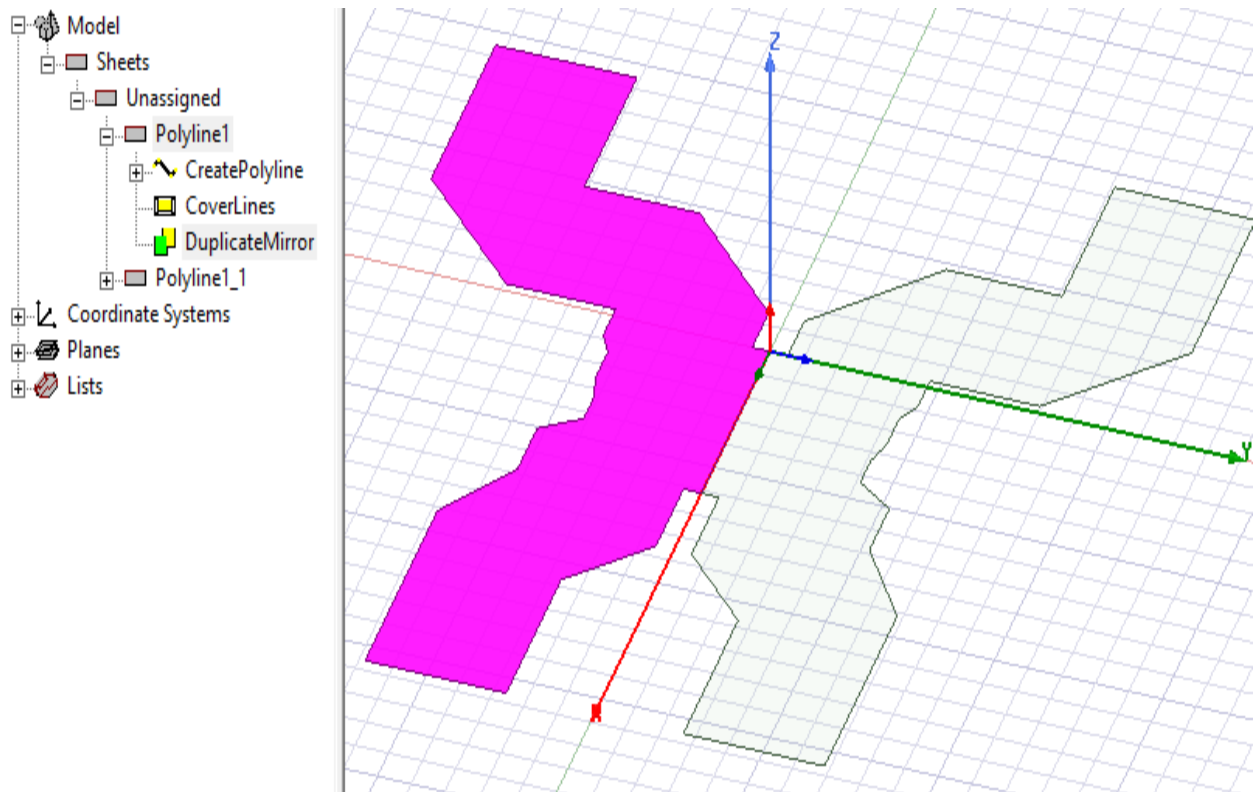 Model
Sheets
Unassigned
Polyline1
CreatePolyline
CoverLines
DuplicateMirror
Polyline1_1
Coordinate Systems
Planes
Lists
Z
Y
X